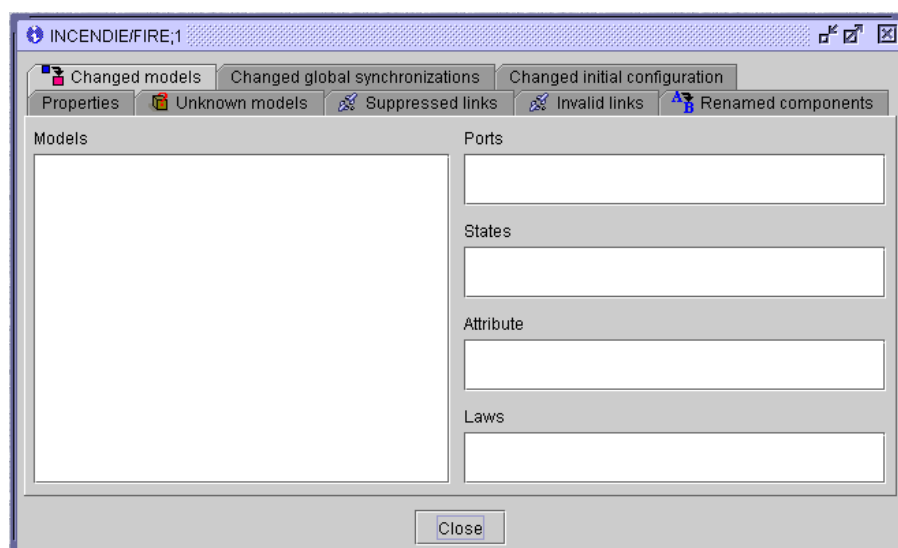 INCENDIE/FIRE;1
Changed models Changed global synchronizations Changed initial configuration
Properties Unknown models Suppressed links Invalid links Renamed components
Models
Ports
States
Attribute
Laws
Close